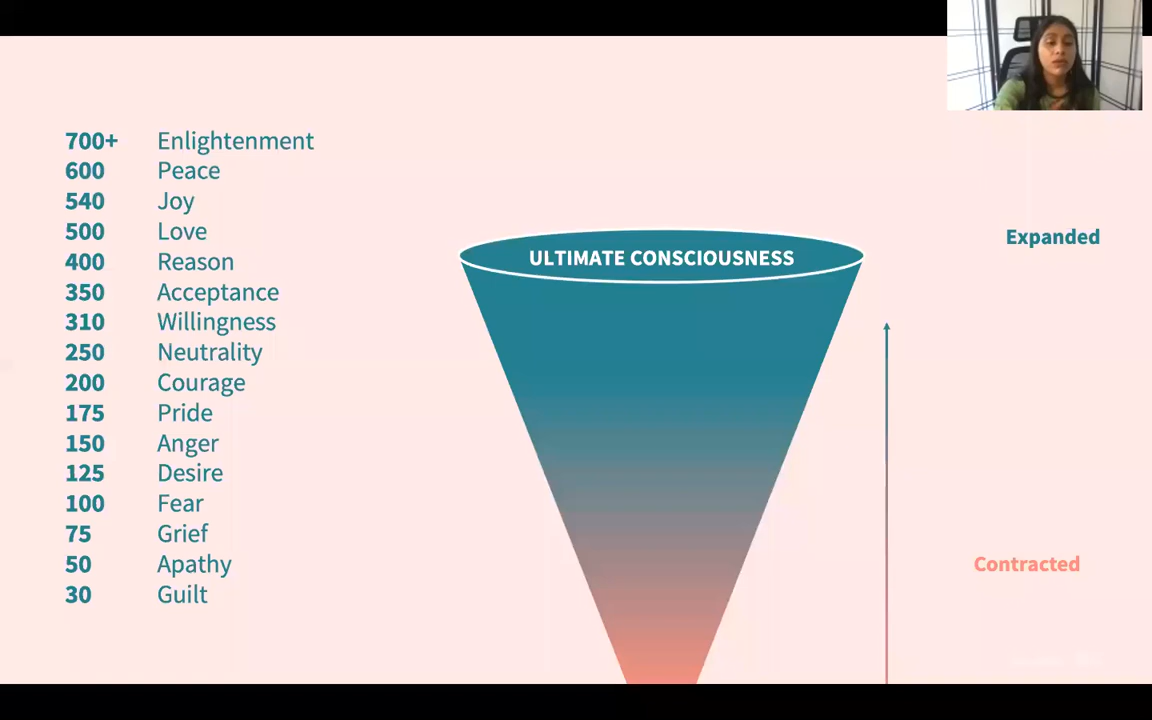 700+ Enlightenment
600 Peace
540 Joy
500 Love
400 Reason
350 Acceptance
310 Willingness
250 Neutrality
200 Courage
175 Pride
150 Anger
125 Desire
100 Fear
75 Grief
50 Apathy
30 Guilt
ULTIMATE CONSCIOUSNESS
Expanded
Contracted